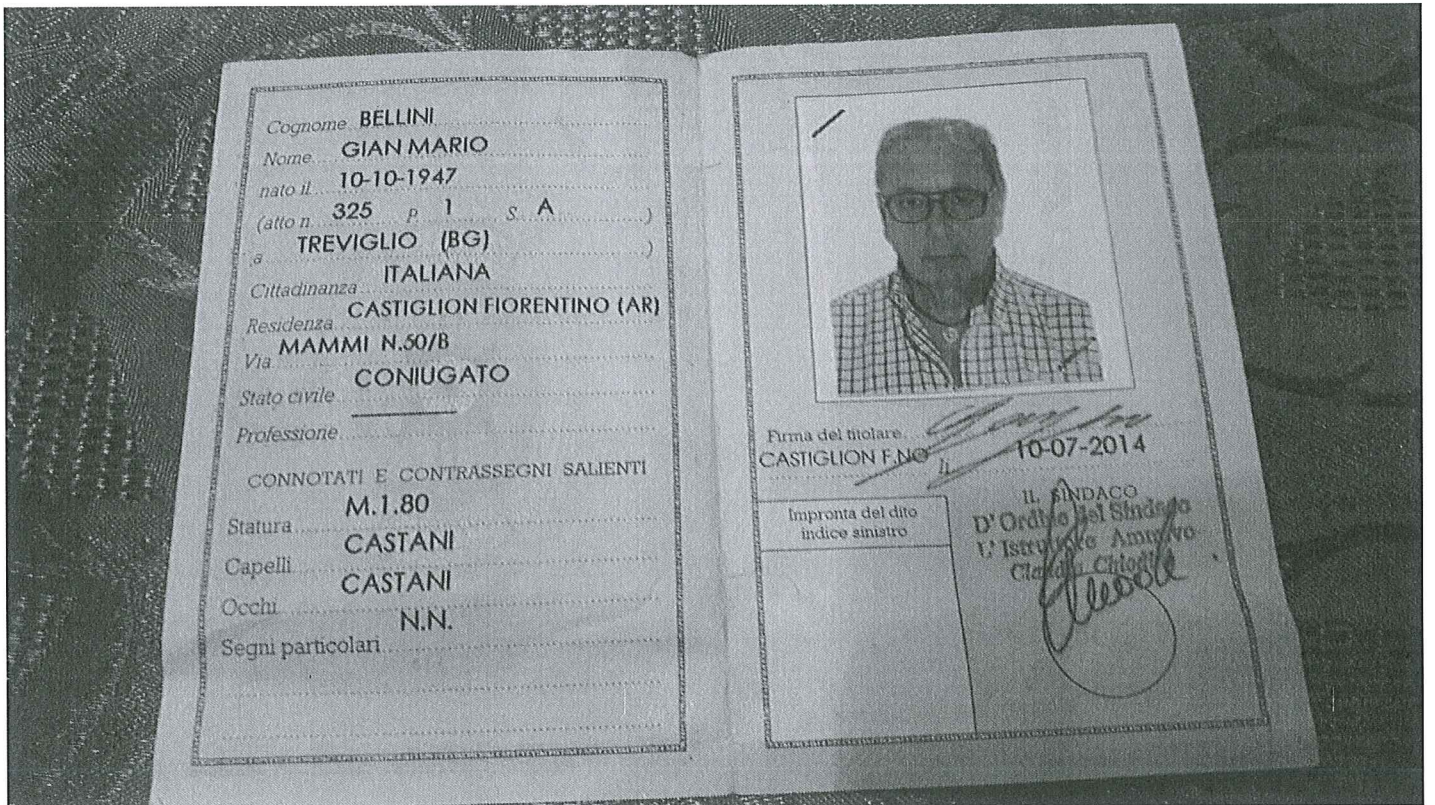 Cognome BELLINI
Nome GIAN MARIO
nato il 10-10-1947
(atto n. 325 P. 1 S. A )
a TREVIGLIO (BG) )
Cittadinanza ITALIANA
Residenza CASTIGLION FIORENTINO (AR)
Via MAMMI N.50/B
Stato civile CONIUGATO
Professione
CONNOTATI E CONTRASSEGNI SALIENTI
Statura M.1.80
Capelli CASTANI
Occhi CASTANI
Segni particolari N.N.
Firma del titolare
CASTIGLION F.NO li 10-07-2014
Impronta del dito
indice sinistro
IL SINDACO
D'Ordine del Sindaco
L'Istruttore Amm.vo